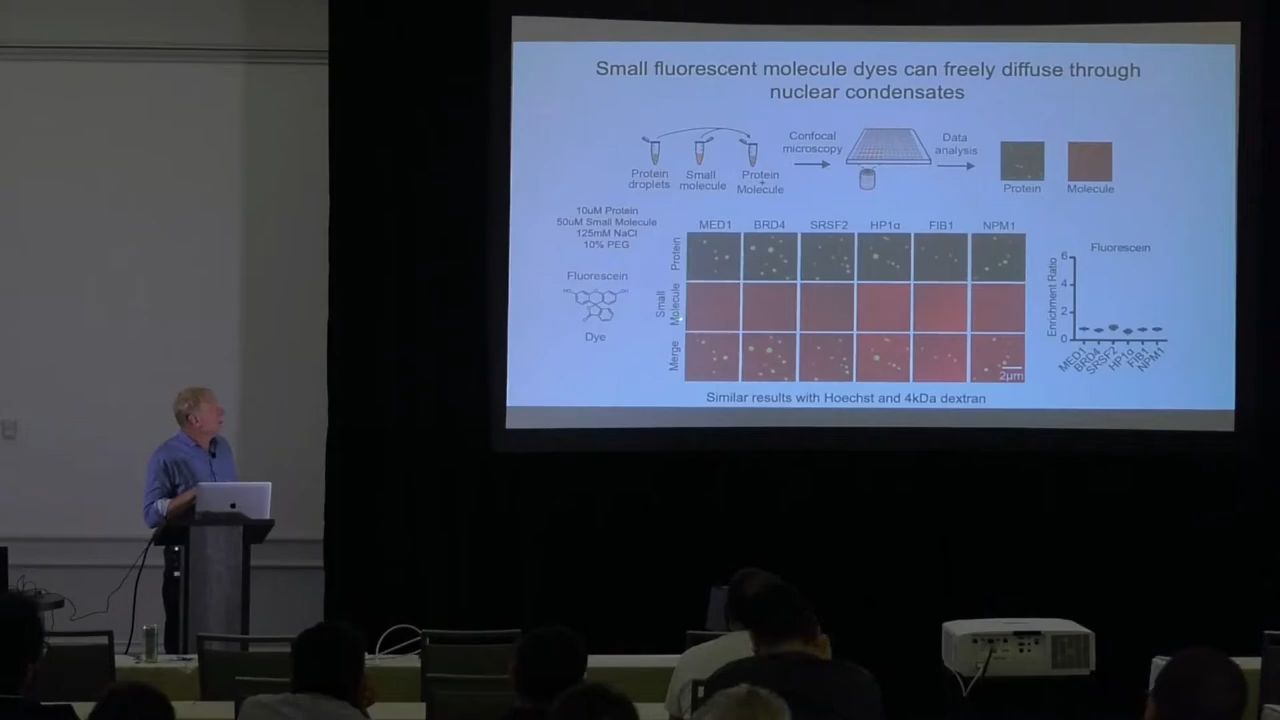 Small fluorescent molecule dyes can freely diffuse through
nuclear condensates
Protein
droplets
Small
molecule
Protein
+
Molecule
Confocal
microscopy
Data
analysis
Protein
Molecule
10uM Protein
50uM Small Molecule
125mM NaCl
10% PEG
Fluorescein
HO
OH
Dye
MED1 BRD4 SRSF2 HP1α FIB1 NPM1
Protein
Small
Molecule
Merge
2μm
Fluorescein
Enrichment Ratio
6
4
2
0
MED1
BRD4
SRSF2
HP1α
FIB1
NPM1
Similar results with Hoechst and 4kDa dextran